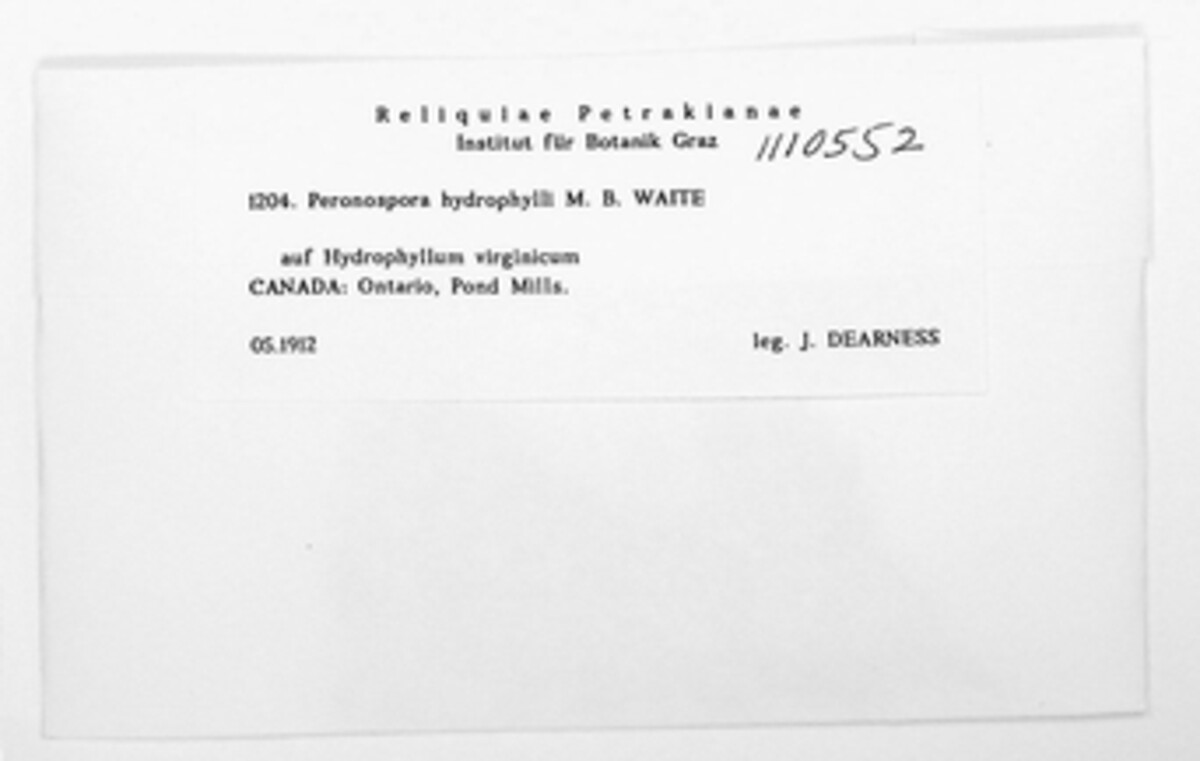 Reliquiae Petrakianae
Institut für Botanik Graz 1110552
1204. Peronospora hydrophylli M. B. WAITE
auf Hydrophyllum virginicum
CANADA: Ontario, Pond Mills.
05.1912 leg. J. DEARNESS